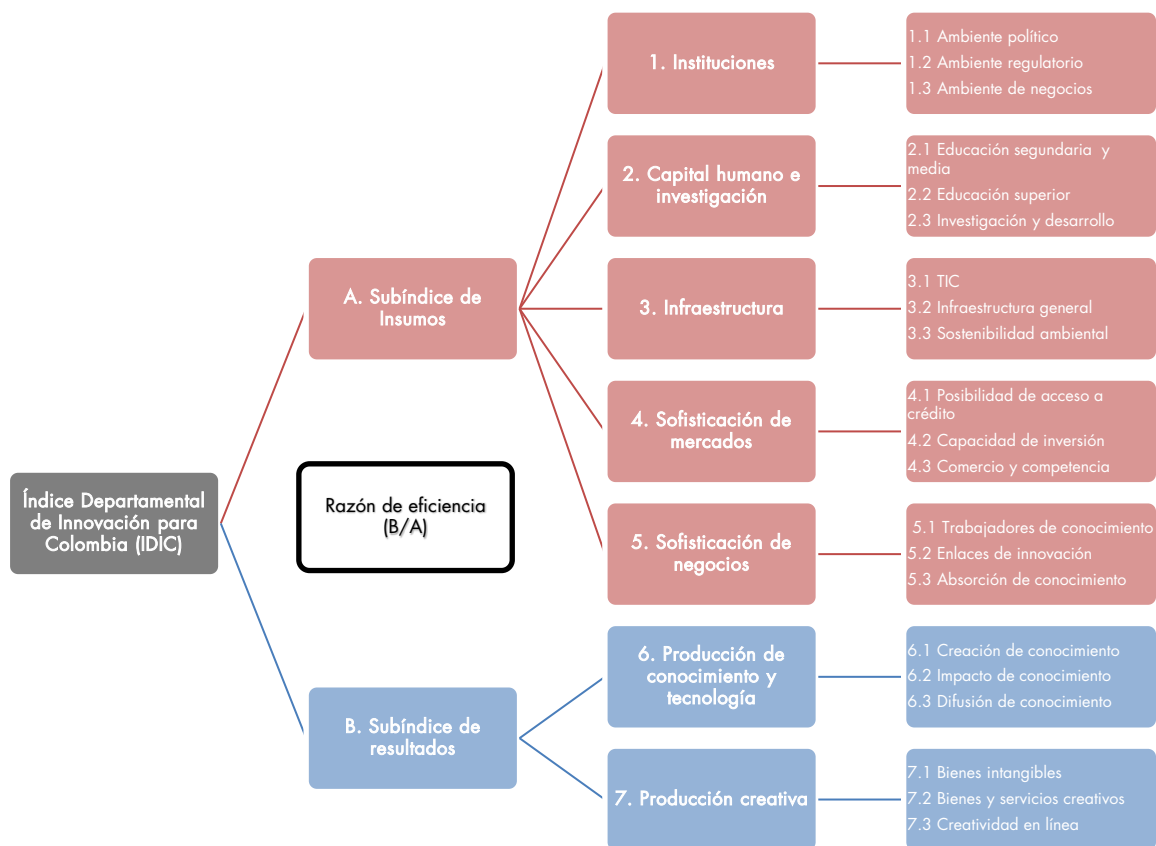 Índice Departamental
de Innovación para
Colombia (IDIC)
A. Subíndice de
Insumos
Razón de eficiencia
(B/A)
B. Subíndice de
resultados
1. Instituciones
1.1 Ambiente político
1.2 Ambiente regulatorio
1.3 Ambiente de negocios
2. Capital humano e
investigación
2.1 Educación segundaria y
media
2.2 Educación superior
2.3 Investigación y desarrollo
3. Infraestructura
3.1 TIC
3.2 Infraestructura general
3.3 Sostenibilidad ambiental
4. Sofisticación de
mercados
4.1 Posibilidad de acceso a
crédito
4.2 Capacidad de inversión
4.3 Comercio y competencia
5. Sofisticación de
negocios
5.1 Trabajadores de conocimiento
5.2 Enlaces de innovación
5.3 Absorción de conocimiento
6. Producción de
conocimiento y
tecnología
6.1 Creación de conocimiento
6.2 Impacto de conocimiento
6.3 Difusión de conocimiento
7. Producción creativa
7.1 Bienes intangibles
7.2 Bienes y servicios creativos
7.3 Creatividad en línea